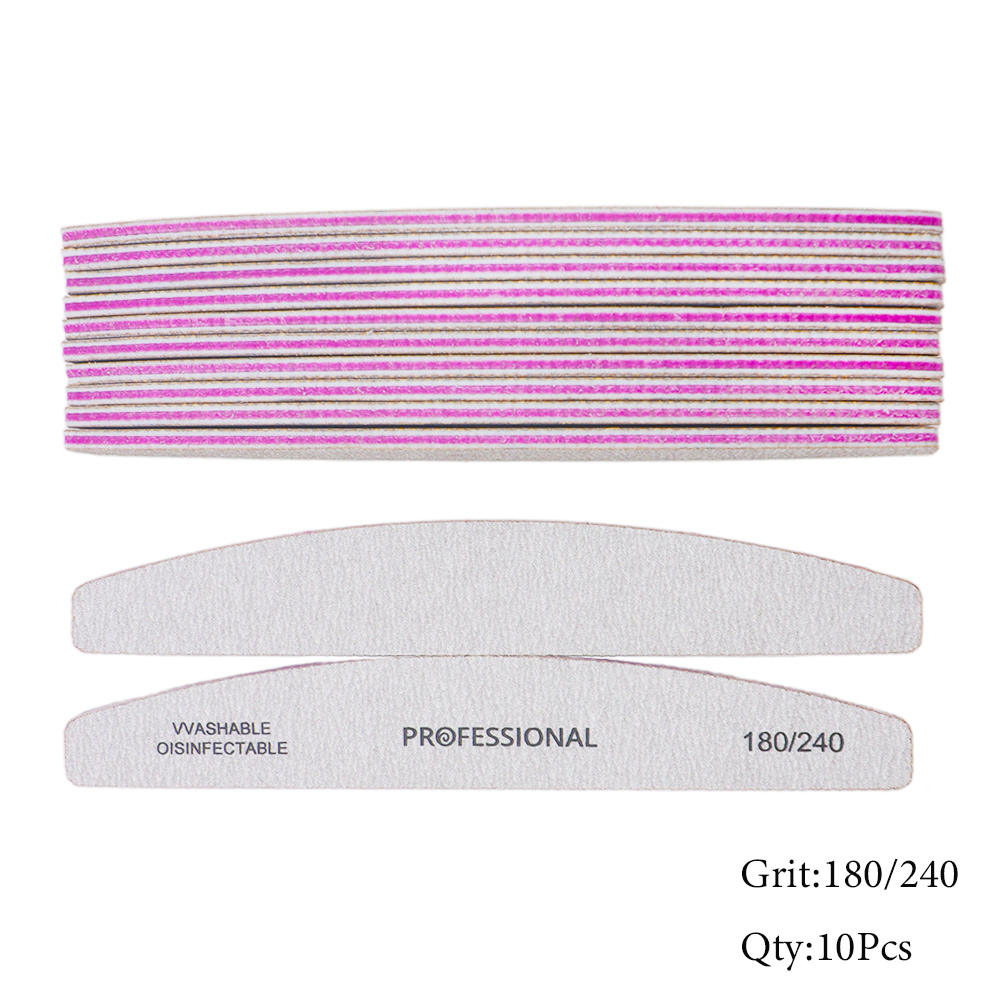 VVASHABLE
OISINFECTABLE
PROFESSIONAL
180/240
Grit:180/240
Qty:10Pcs